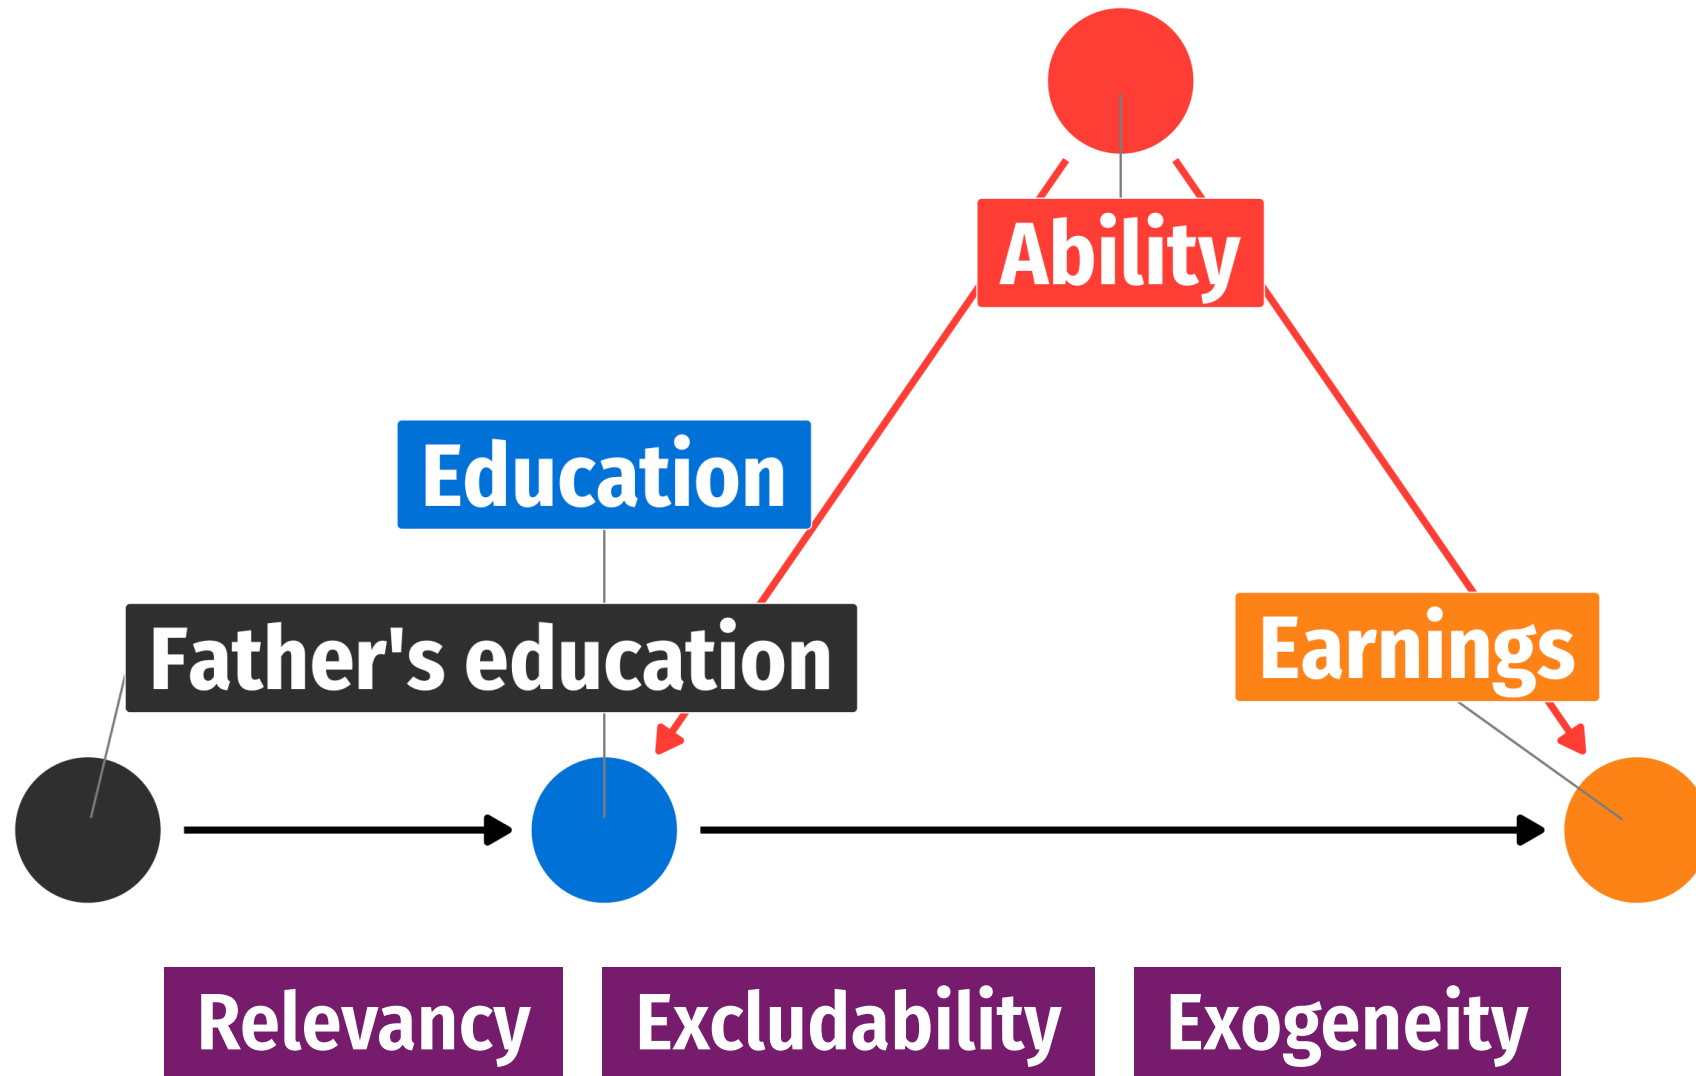 Ability
Education
Father's education
Earnings
Relevancy
Excludability
Exogeneity